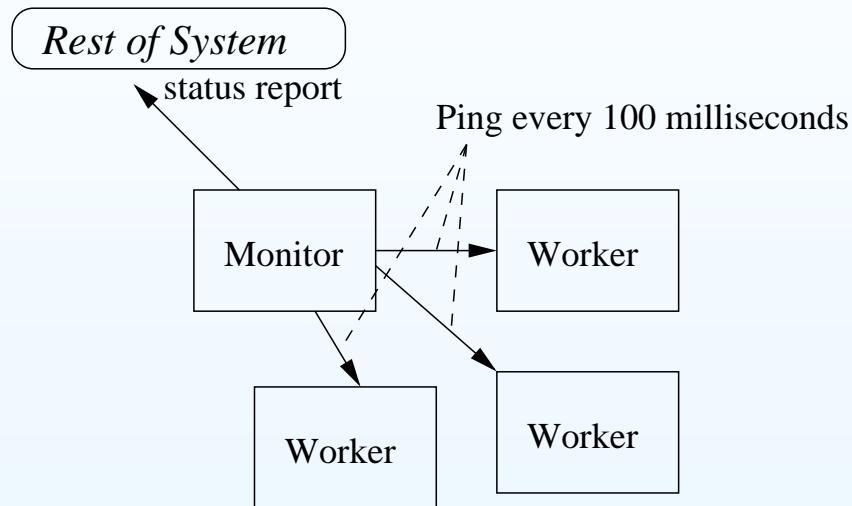 Rest of System
status report
Ping every 100 milliseconds
Monitor
Worker
Worker
Worker